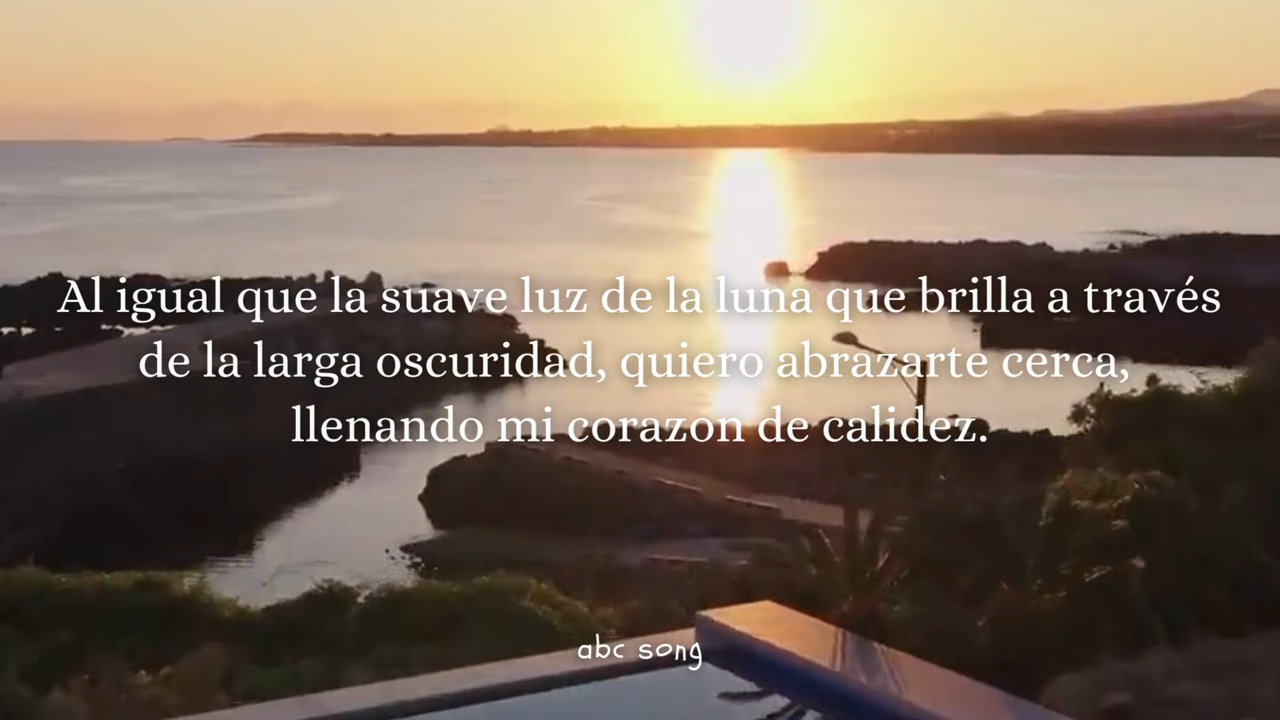 Al igual que la suave luz de la luna que brilla a través
de la larga oscuridad, quiero abrazarte cerca,
llenando mi corazon de calidez.
abc song